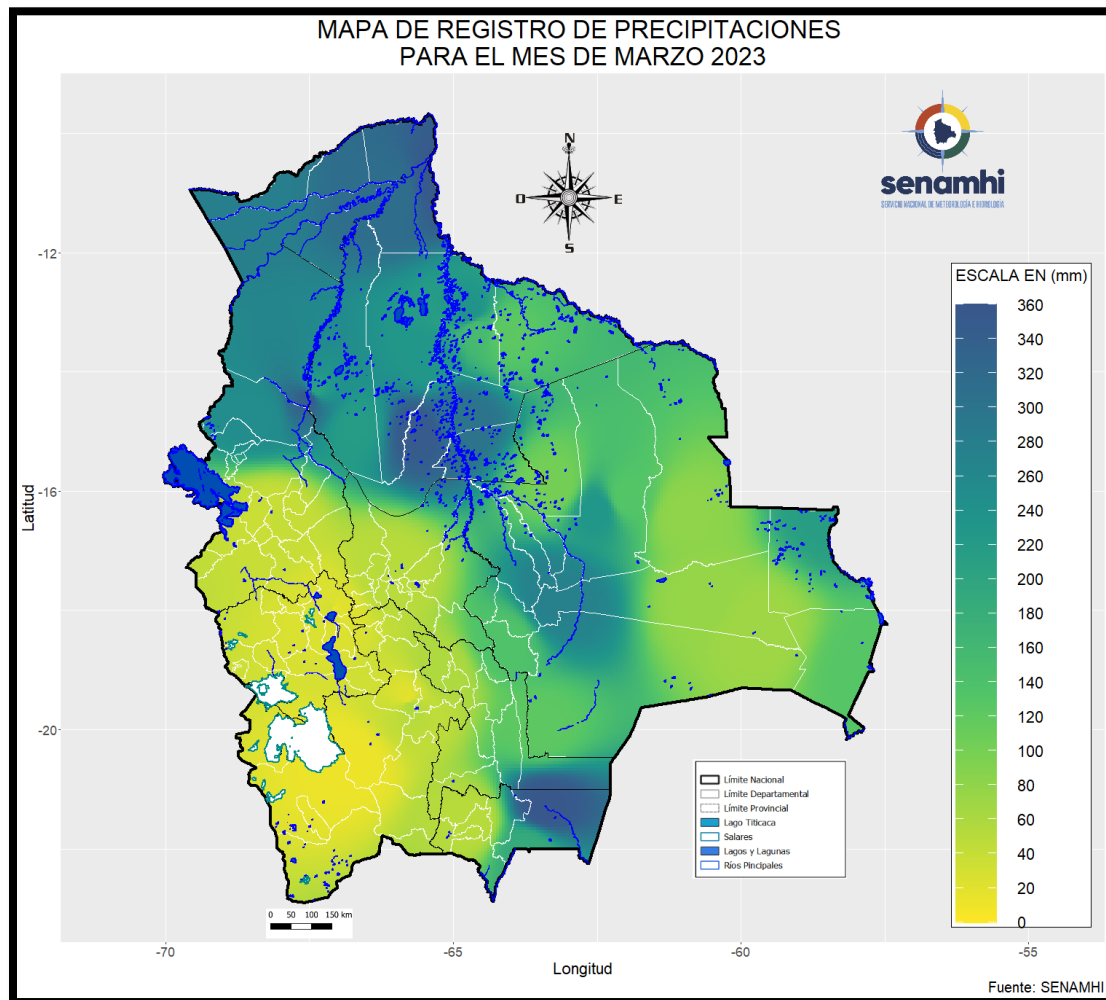 MAPA DE REGISTRO DE PRECIPITACIONES
PARA EL MES DE MARZO 2023
N
O
E
S
senamhi
SERVICIO NACIONAL DE METEOROLOGÍA E HIDROLOGÍA
-12
-16
-20
Latitud
ESCALA EN (mm)
360
340
320
300
280
260
240
220
200
180
160
140
120
100
80
60
40
20
0
Límite Nacional
Límite Departamental
Límite Provincial
Lago Titicaca
Salares
Lagos y Lagunas
Ríos Pincipales
0 50 100 150 km
-70
-65
-60
-55
Longitud
Fuente: SENAMHI